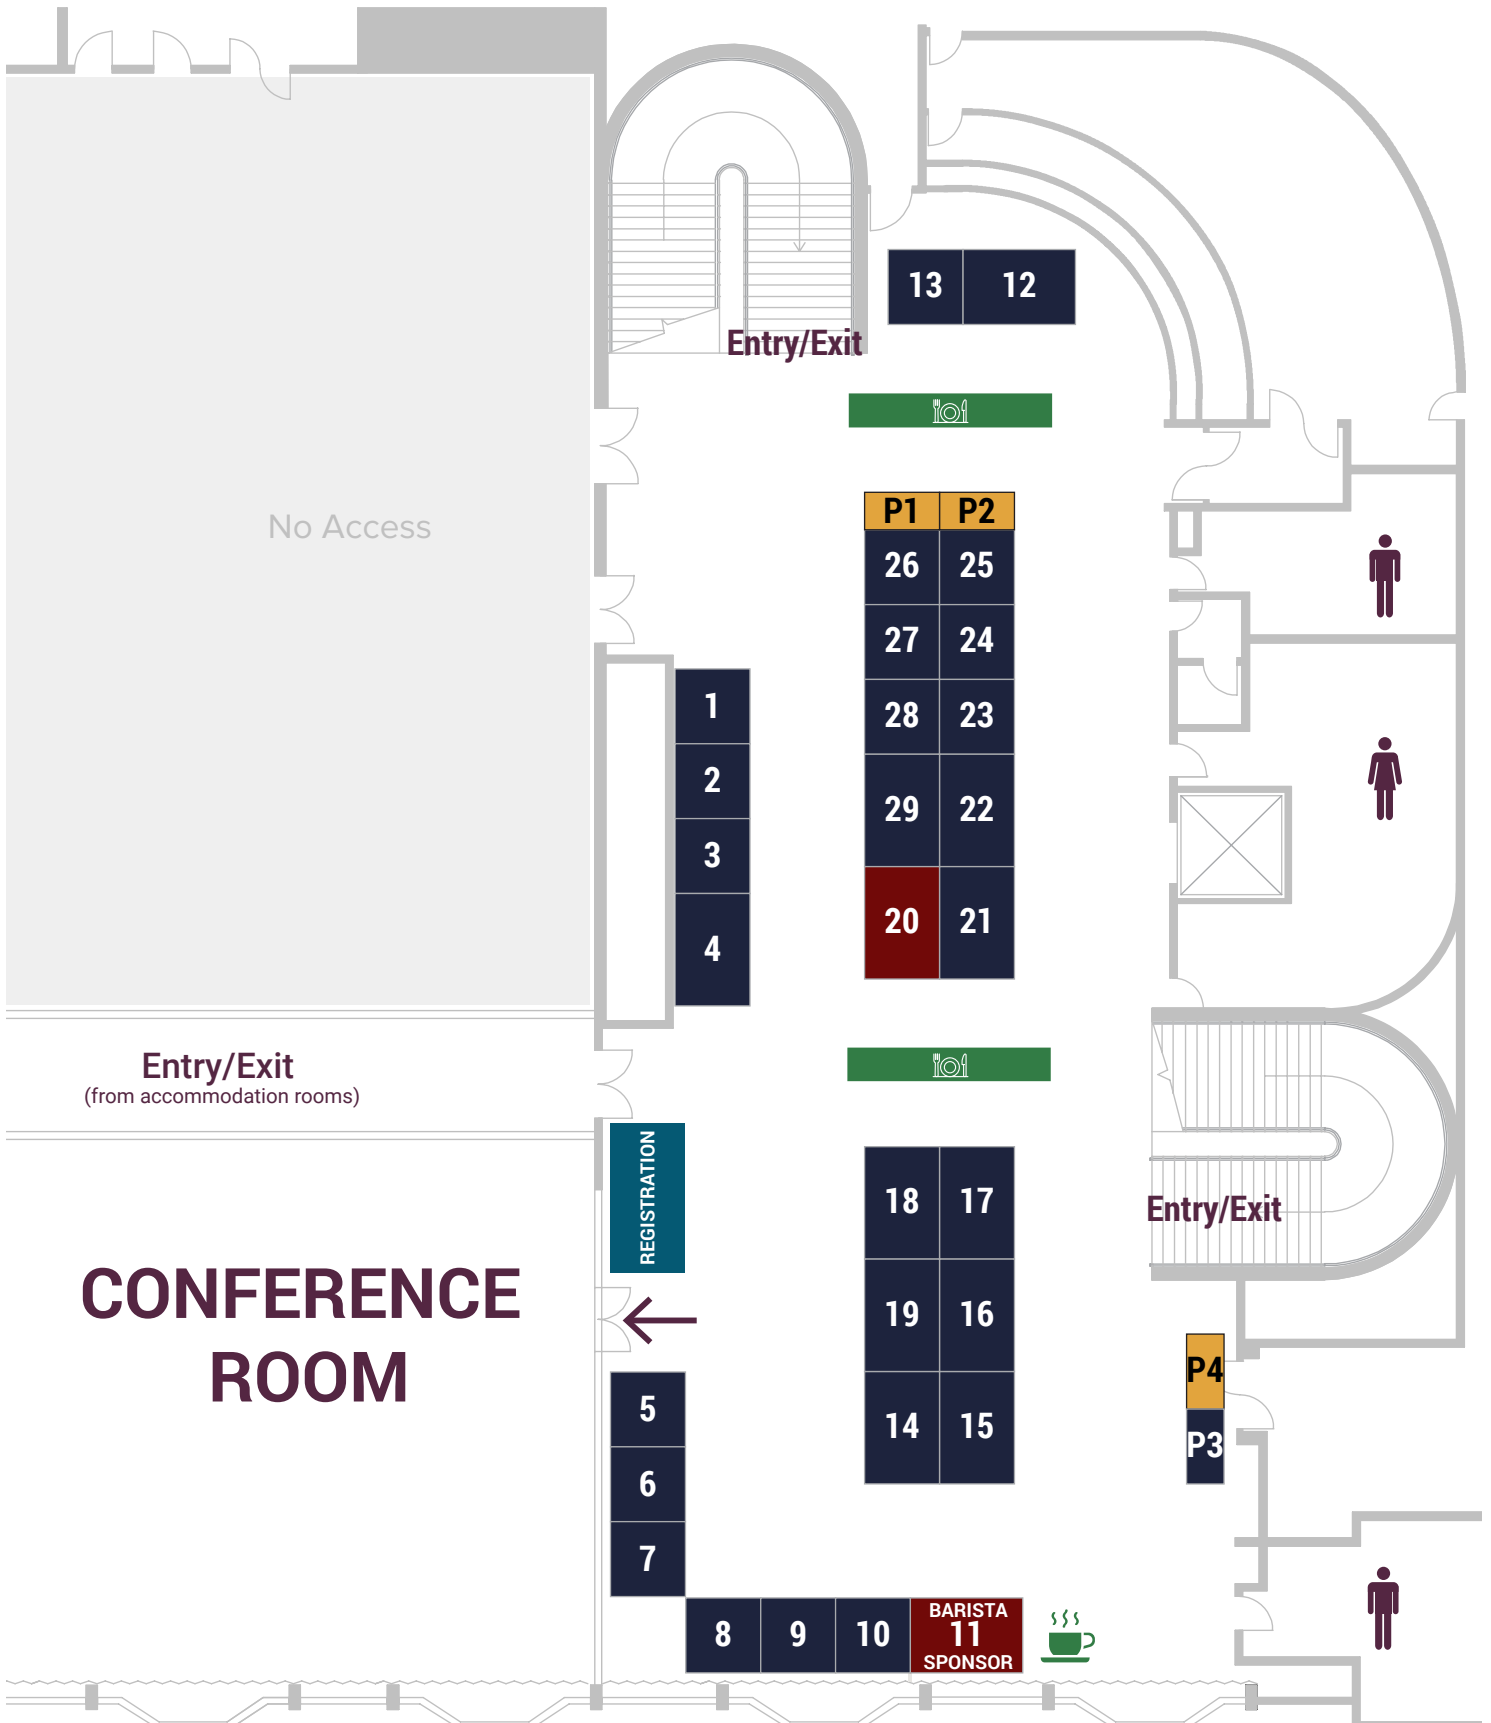 13 12
Entry/Exit
No Access
P1 P2
26 25
27 24
28 23
29 22
20 21
1
2
3
4
Entry/Exit
(from accommodation rooms)
REGISTRATION
CONFERENCE
ROOM
18 17
19 16
14 15
Entry/Exit
P4
P3
5
6
7
8 9 10
BARISTA
11
SPONSOR